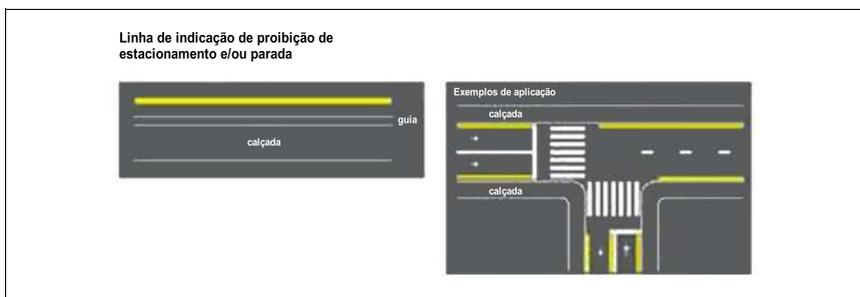 Linha de indicação de proibição de
estacionamento e/ou parada
guia
calçada
Exemplos de aplicação
calçada
calçada